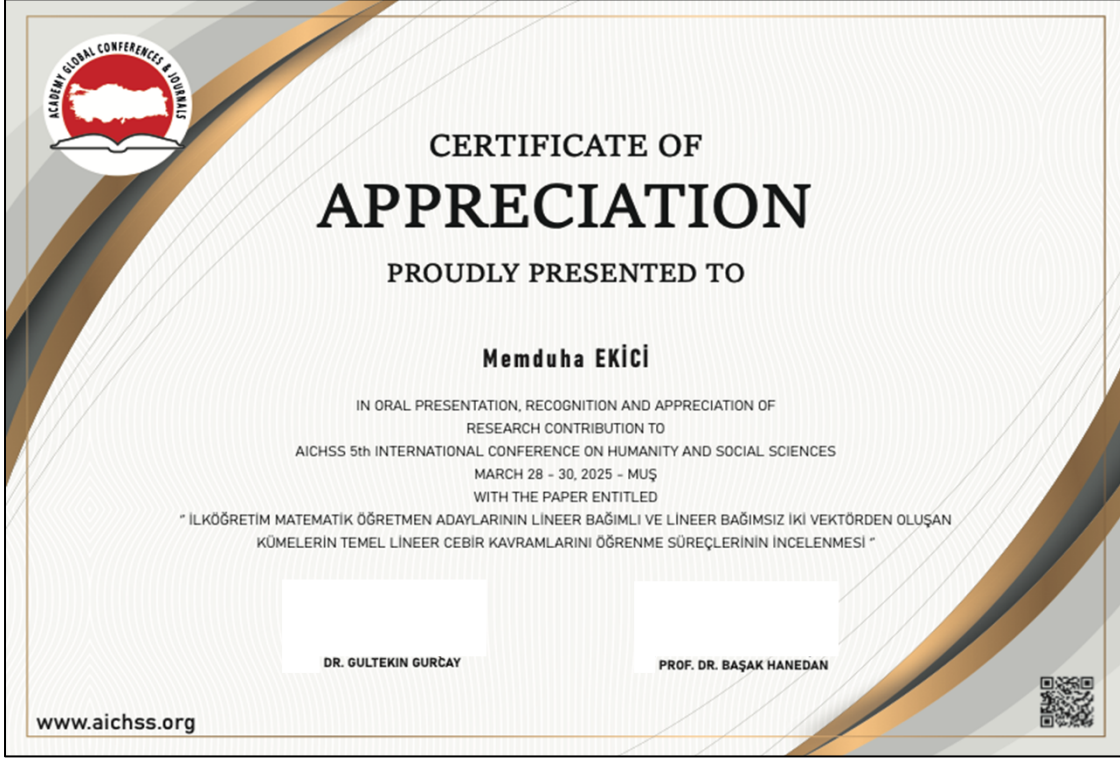 ACADEMY GLOBAL CONFERENCES & JOURNALS
CERTIFICATE OF
APPRECIATION
PROUDLY PRESENTED TO
Memduha EKİCİ
IN ORAL PRESENTATION, RECOGNITION AND APPRECIATION OF
RESEARCH CONTRIBUTION TO
AICHSS 5th INTERNATIONAL CONFERENCE ON HUMANITY AND SOCIAL SCIENCES
MARCH 28 - 30, 2025 - MUŞ
WITH THE PAPER ENTITLED
“ İLKÖĞRETİM MATEMATİK ÖĞRETMEN ADAYLARININ LİNEER BAĞIMLI VE LİNEER BAĞIMSIZ İKİ VEKTÖRDEN OLUŞAN
KÜMELERİN TEMEL LİNEER CEBİR KAVRAMLARINI ÖĞRENME SÜREÇLERİNİN İNCELENMESİ ”
DR. GULTEKIN GURCAY
PROF. DR. BAŞAK HANEDAN
www.aichss.org